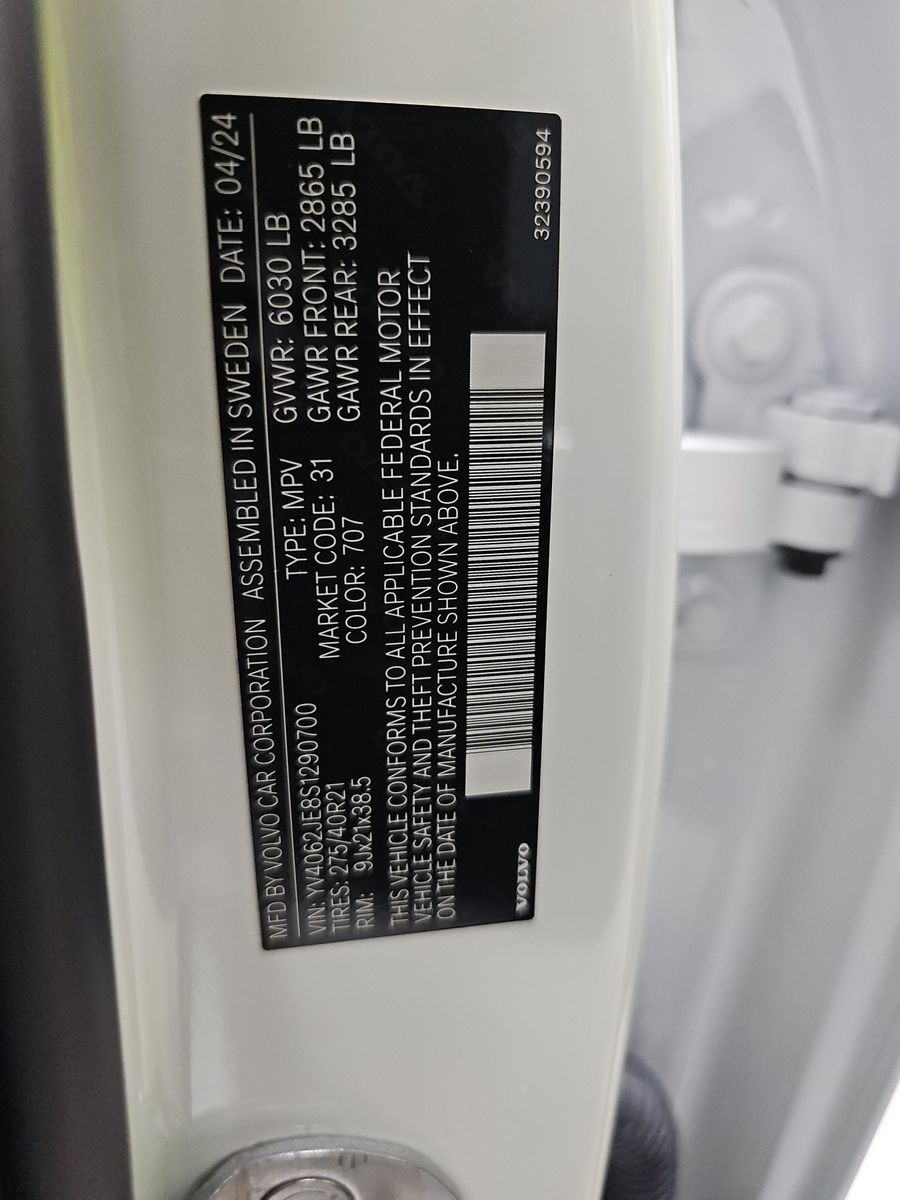 MFD BY VOLVO CAR CORPORATION ASSEMBLED IN SWEDEN DATE: 04/24
VIN: YV4062JE8S1290700 TYPE: MPV GVWR: 6030 LB
TIRES: 275/40R21 MARKET CODE: 31 GAWR FRONT: 2865 LB
RIM: 9Jx21x38.5 COLOR: 707 GAWR REAR: 3285 LB
THIS VEHICLE CONFORMS TO ALL APPLICABLE FEDERAL MOTOR
VEHICLE SAFETY AND THEFT PREVENTION STANDARDS IN EFFECT
ON THE DATE OF MANUFACTURE SHOWN ABOVE.
VOLVO 32390594